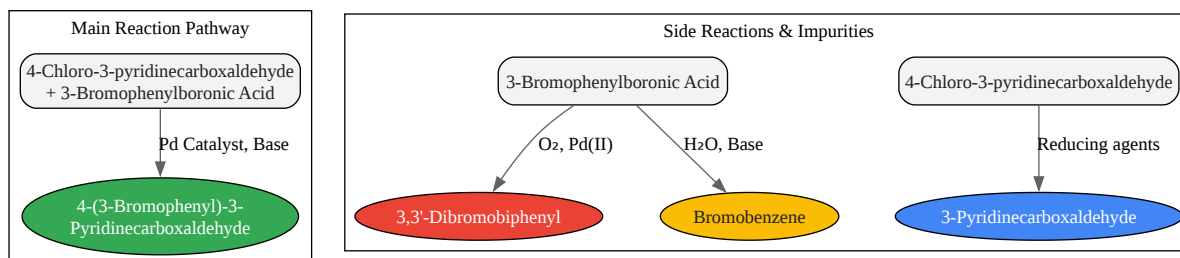 Main Reaction Pathway
4-Chloro-3-pyridinecarboxaldehyde
+ 3-Bromophenylboronic Acid
Pd Catalyst, Base
4-(3-Bromophenyl)-3-
Pyridinecarboxaldehyde
Side Reactions & Impurities
3-Bromophenylboronic Acid
4-Chloro-3-pyridinecarboxaldehyde
O₂, Pd(II)
H₂O, Base
Reducing agents
3,3'-Dibromobiphenyl
Bromobenzene
3-Pyridinecarboxaldehyde